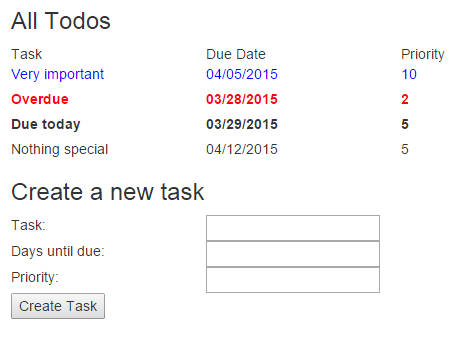 All Todos
Task Due Date Priority
Very important 04/05/2015 10
Overdue 03/28/2015 2
Due today 03/29/2015 5
Nothing special 04/12/2015 5
Create a new task
Task:
Days until due:
Priority:
Create Task